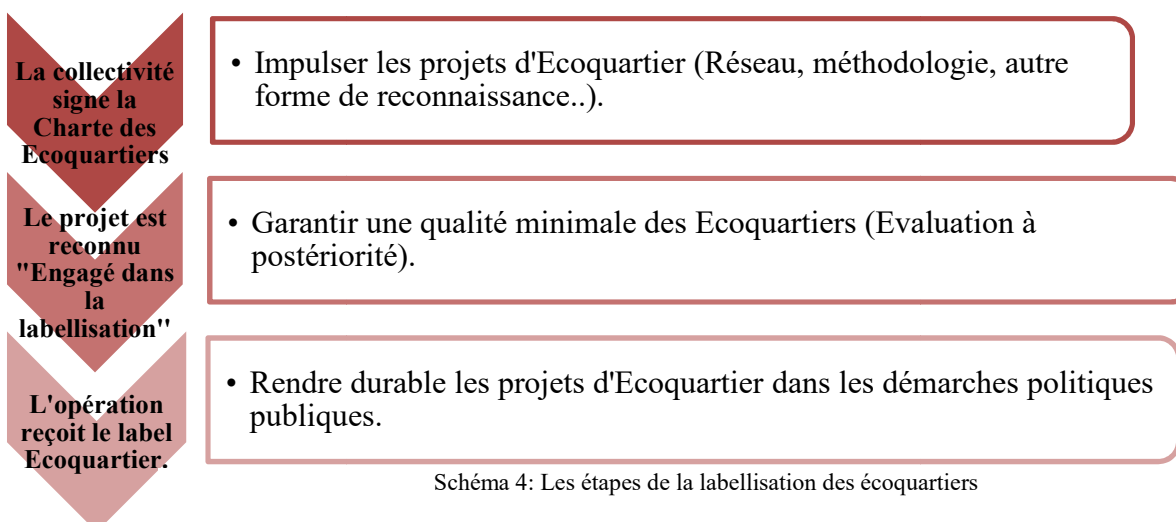 La collectivité
signe la
Charte des
Ecoquartiers
• Impulser les projets d'Ecoquartier (Réseau, méthodologie, autre
forme de reconnaissance..).
Le projet est
reconnu
"Engagé dans
la
labellisation"
• Garantir une qualité minimale des Ecoquartiers (Evaluation à
postériorité).
L'opération
reçoit le label
Ecoquartier.
• Rendre durable les projets d'Ecoquartier dans les démarches politiques
publiques.
Schéma 4: Les étapes de la labellisation des écoquartiers